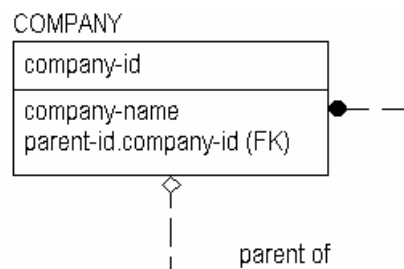 COMPANY
company-id
company-name
parent-id.company-id (FK)
parent of